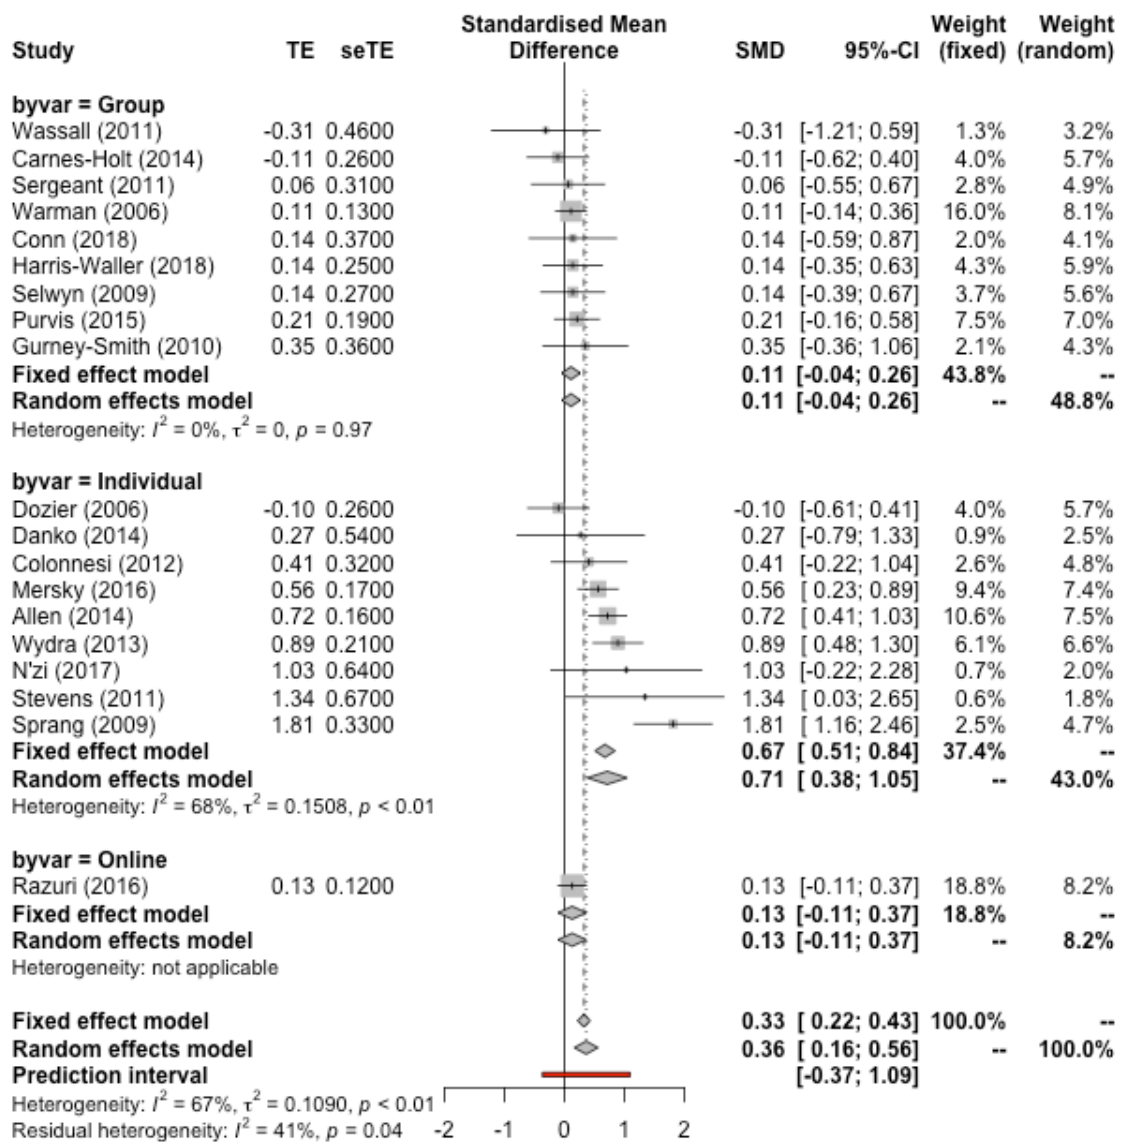 Standardised Mean Weight Weight
Study TE seTE Difference SMD 95%-CI (fixed) (random)
byvar = Group
Wassall (2011) -0.31 0.4600 -0.31 [-1.21; 0.59] 1.3% 3.2%
Carnes-Holt (2014) -0.11 0.2600 -0.11 [-0.62; 0.40] 4.0% 5.7%
Sergeant (2011) 0.06 0.3100 0.06 [-0.55; 0.67] 2.8% 4.9%
Warman (2006) 0.11 0.1300 0.11 [-0.14; 0.36] 16.0% 8.1%
Conn (2018) 0.14 0.3700 0.14 [-0.59; 0.87] 2.0% 4.1%
Harris-Waller (2018) 0.14 0.2500 0.14 [-0.35; 0.63] 4.3% 5.9%
Selwyn (2009) 0.14 0.2700 0.14 [-0.39; 0.67] 3.7% 5.6%
Purvis (2015) 0.21 0.1900 0.21 [-0.16; 0.58] 7.5% 7.0%
Gurney-Smith (2010) 0.35 0.3600 0.35 [-0.36; 1.06] 2.1% 4.3%
Fixed effect model 0.11 [-0.04; 0.26] 43.8% --
Random effects model 0.11 [-0.04; 0.26] -- 48.8%
Heterogeneity: I² = 0%, τ² = 0, p = 0.97
byvar = Individual
Dozier (2006) -0.10 0.2600 -0.10 [-0.61; 0.41] 4.0% 5.7%
Danko (2014) 0.27 0.5400 0.27 [-0.79; 1.33] 0.9% 2.5%
Colonnesi (2012) 0.41 0.3200 0.41 [-0.22; 1.04] 2.6% 4.8%
Mersky (2016) 0.56 0.1700 0.56 [ 0.23; 0.89] 9.4% 7.4%
Allen (2014) 0.72 0.1600 0.72 [ 0.41; 1.03] 10.6% 7.5%
Wydra (2013) 0.89 0.2100 0.89 [ 0.48; 1.30] 6.1% 6.6%
N'zi (2017) 1.03 0.6400 1.03 [-0.22; 2.28] 0.7% 2.0%
Stevens (2011) 1.34 0.6700 1.34 [ 0.03; 2.65] 0.6% 1.8%
Sprang (2009) 1.81 0.3300 1.81 [ 1.16; 2.46] 2.5% 4.7%
Fixed effect model 0.67 [ 0.51; 0.84] 37.4% --
Random effects model 0.71 [ 0.38; 1.05] -- 43.0%
Heterogeneity: I² = 68%, τ² = 0.1508, p < 0.01
byvar = Online
Razuri (2016) 0.13 0.1200 0.13 [-0.11; 0.37] 18.8% 8.2%
Fixed effect model 0.13 [-0.11; 0.37] 18.8% --
Random effects model 0.13 [-0.11; 0.37] -- 8.2%
Heterogeneity: not applicable
Fixed effect model 0.33 [ 0.22; 0.43] 100.0% --
Random effects model 0.36 [ 0.16; 0.56] -- 100.0%
Prediction interval [-0.37; 1.09]
Heterogeneity: I² = 67%, τ² = 0.1090, p < 0.01
Residual heterogeneity: I² = 41%, p = 0.04 -2 -1 0 1 2